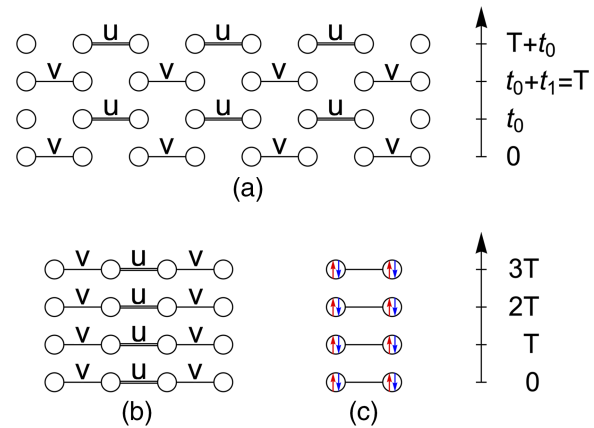 u u u T+t0
v v v v t0+t1=T
u u u t0
v v v v 0
(a)
v u v 3T
v u v 2T
v u v T
v u v 0
(b) (c)